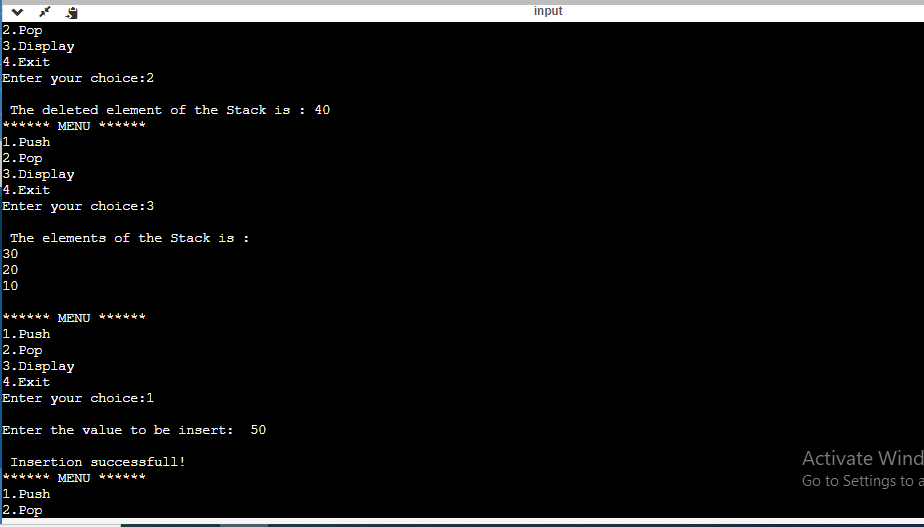 input
2.Pop
3.Display
4.Exit
Enter your choice:2
The deleted element of the Stack is : 40
****** MENU ******
1.Push
2.Pop
3.Display
4.Exit
Enter your choice:3
The elements of the Stack is :
30
20
10
****** MENU ******
1.Push
2.Pop
3.Display
4.Exit
Enter your choice:1
Enter the value to be insert:  50
Insertion successfull!
****** MENU ******
1.Push
2.Pop
Activate Wind
Go to Settings to a